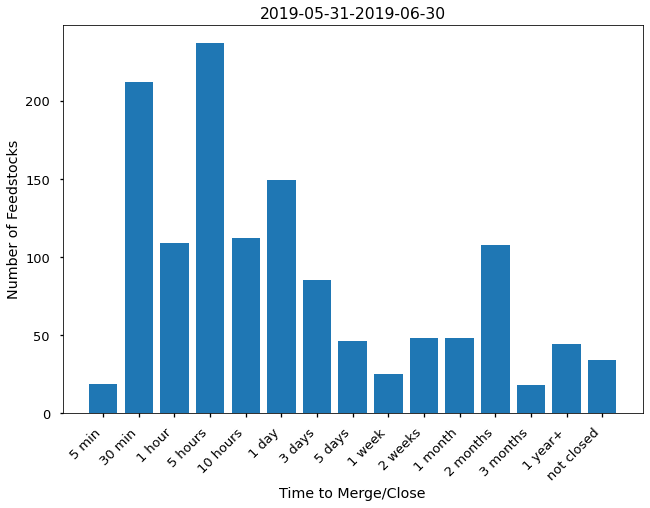 2019-05-31-2019-06-30
Number of Feedstocks
200
150
100
50
0
5 min
30 min
1 hour
5 hours
10 hours
1 day
3 days
5 days
1 week
2 weeks
1 month
2 months
3 months
1 year+
not closed
Time to Merge/Close